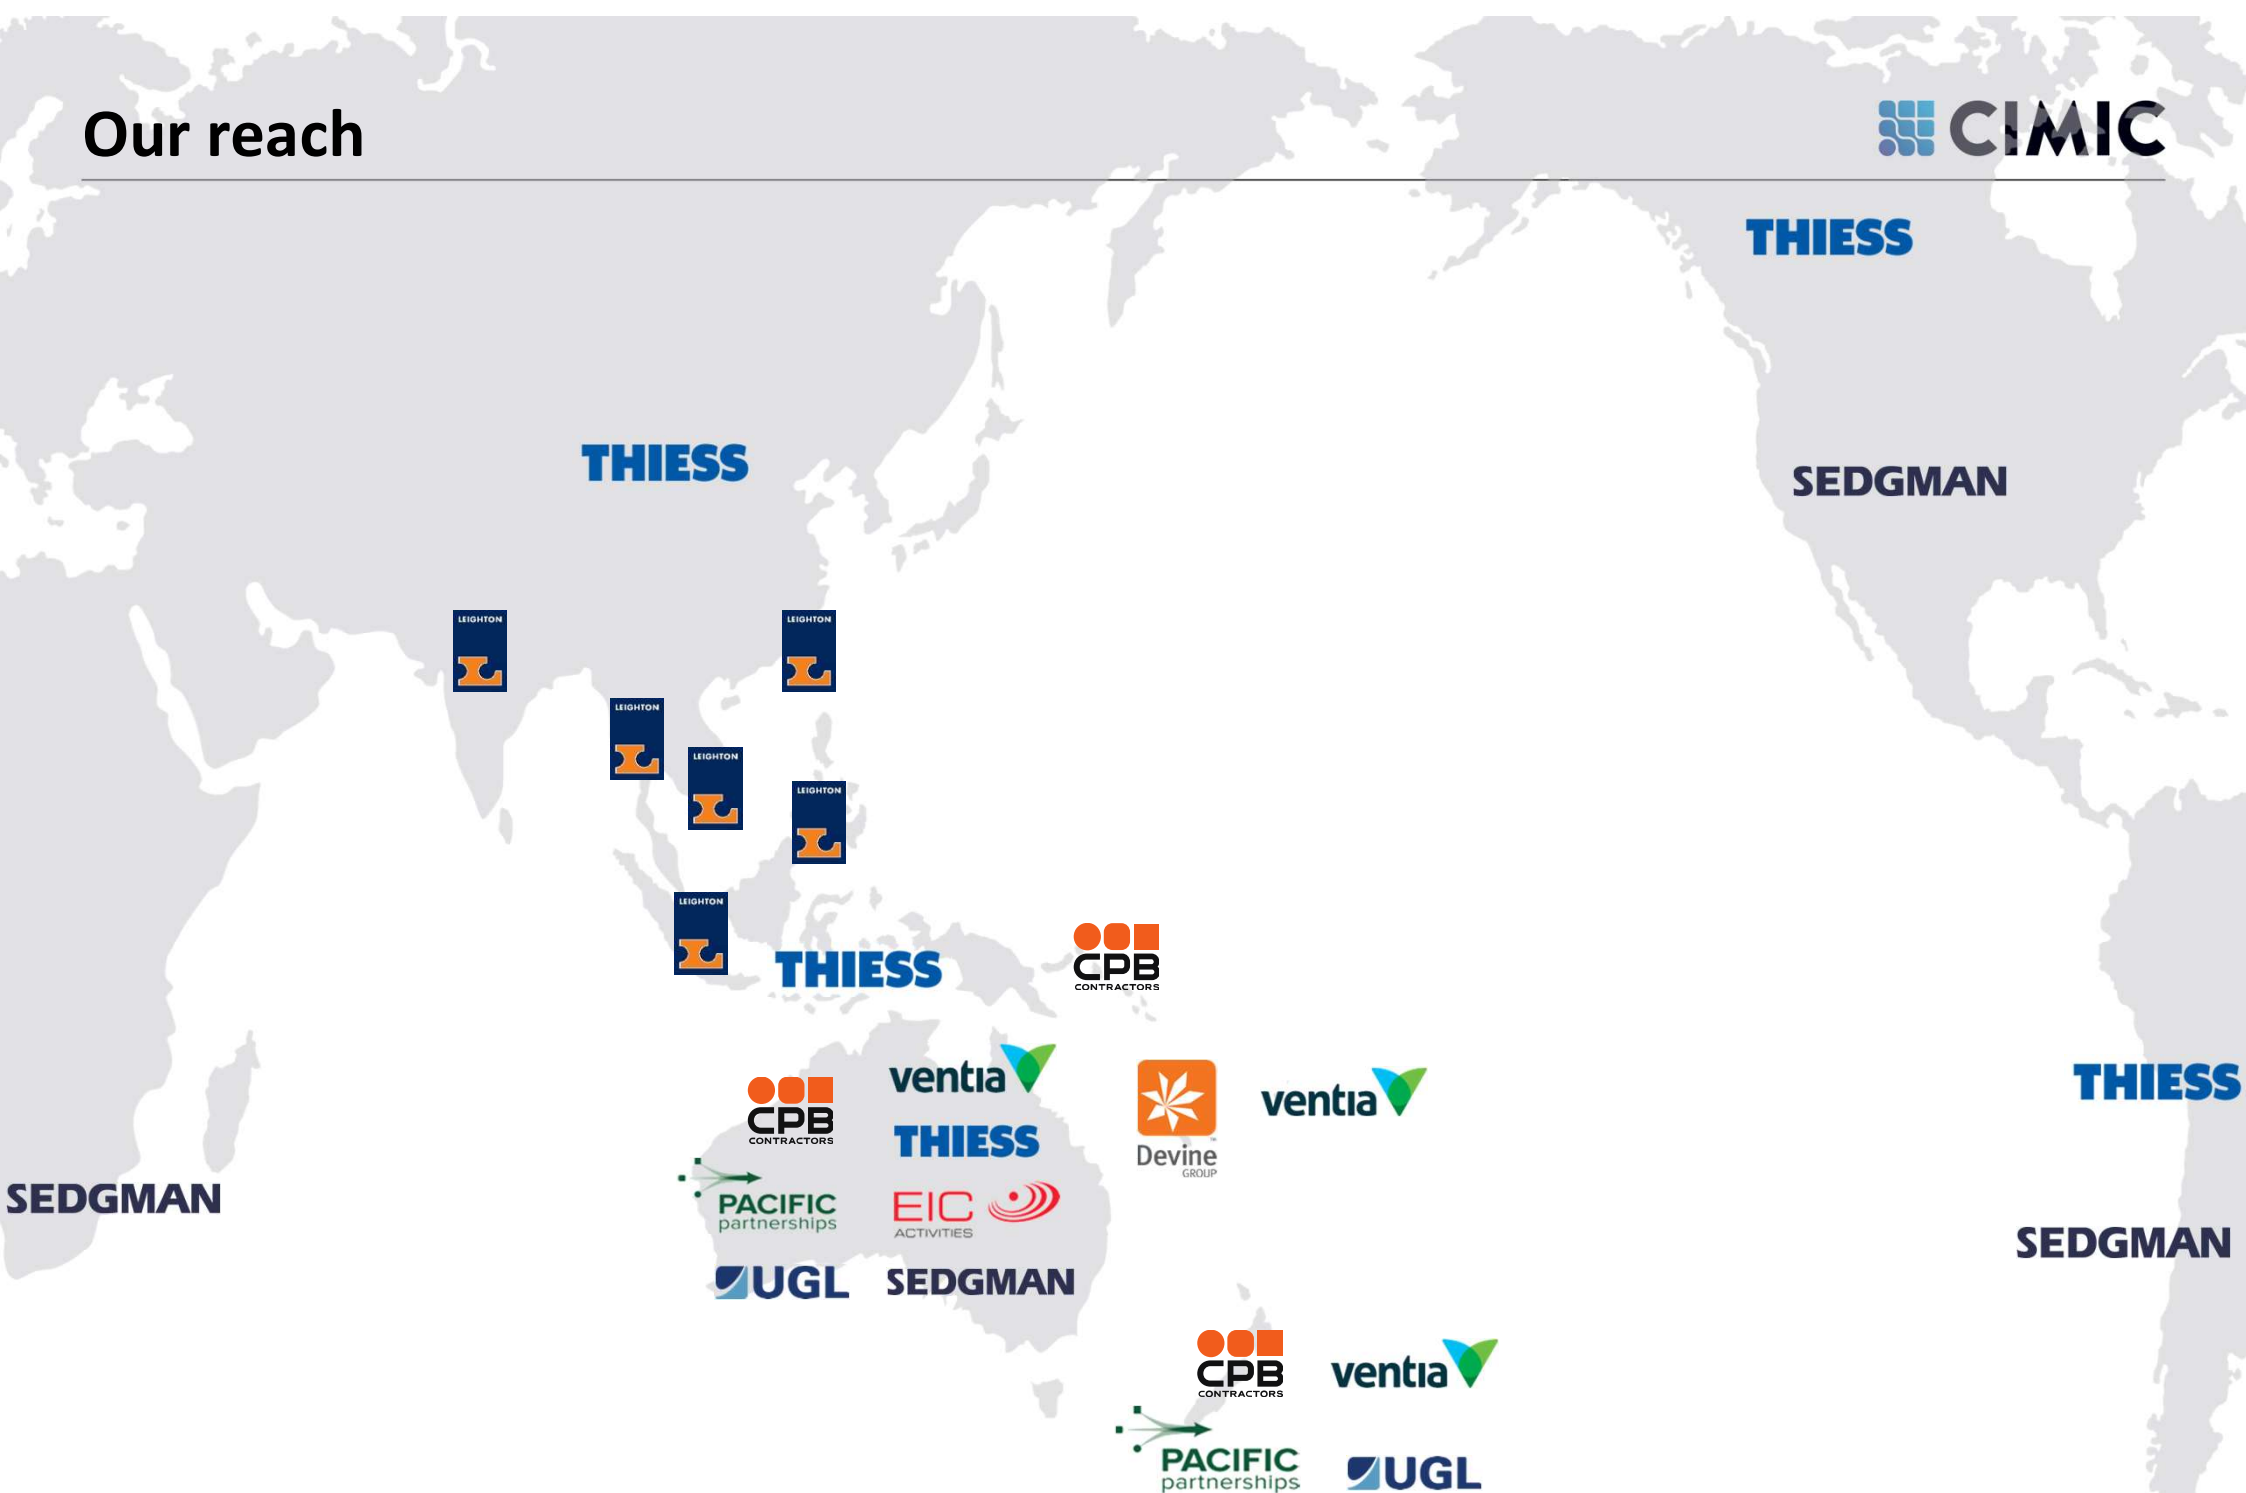 Our reach
CIMIC
THIESS
THIESS
SEDGMAN
LEIGHTON
LEIGHTON
LEIGHTON
LEIGHTON
LEIGHTON
LEIGHTON
THIESS
CPB
CONTRACTORS
ventia
CPB
CONTRACTORS
THIESS
Devine
GROUP
™
ventia
THIESS
SEDGMAN
PACIFIC
partnerships
EIC
ACTIVITIES
SEDGMAN
UGL
SEDGMAN
CPB
CONTRACTORS
ventia
PACIFIC
partnerships
UGL